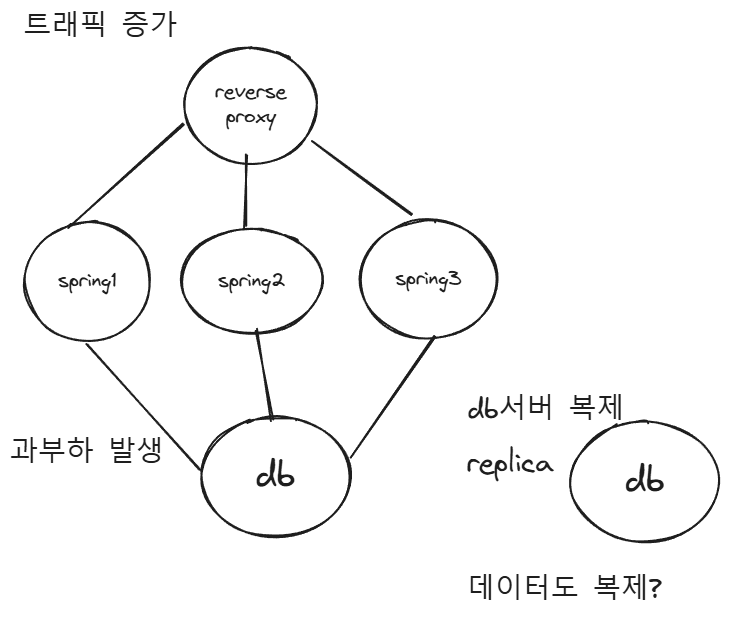 트래픽 증가
reverse
proxy
spring1
spring2
spring3
db서버 복제
과부하 발생
db
replica
db
데이터도 복제?